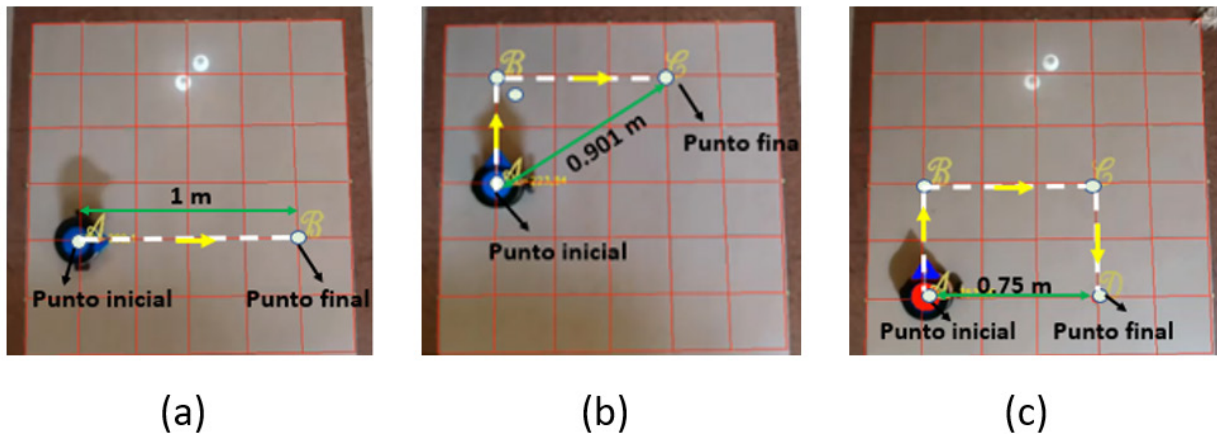 A
1 m
B
Punto inicial
Punto final
(a)
B
C
A
0.901 m
Punto fina
Punto inicial
(b)
B
C
A
0.75 m
D
Punto inicial
Punto final
(c)